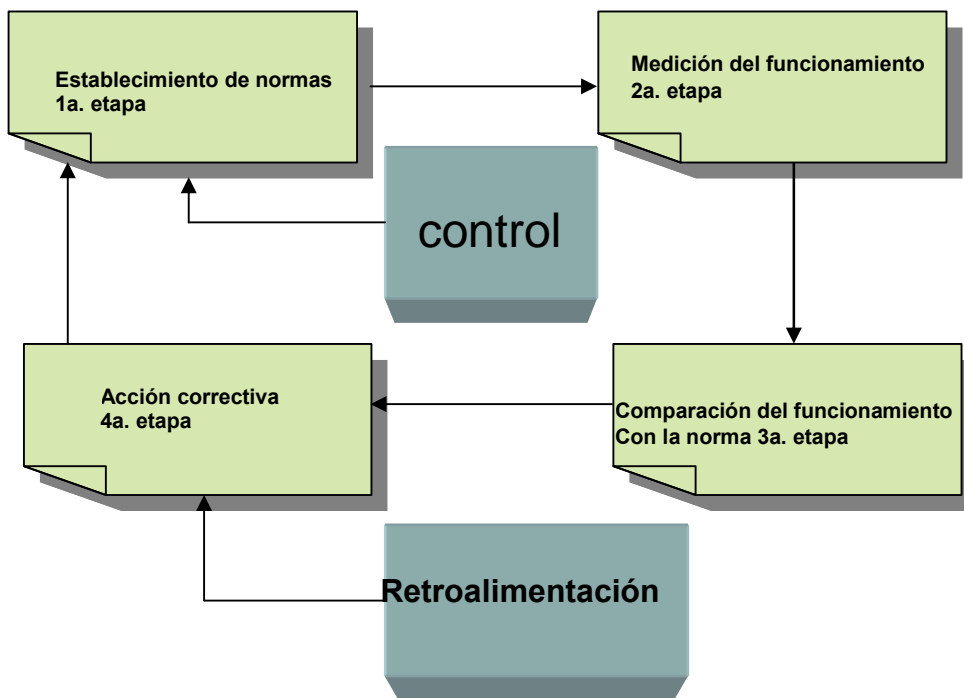 Establecimiento de normas
1a. etapa
Medición del funcionamiento
2a. etapa
control
Acción correctiva
4a. etapa
Comparación del funcionamiento
Con la norma 3a. etapa
Retroalimentación